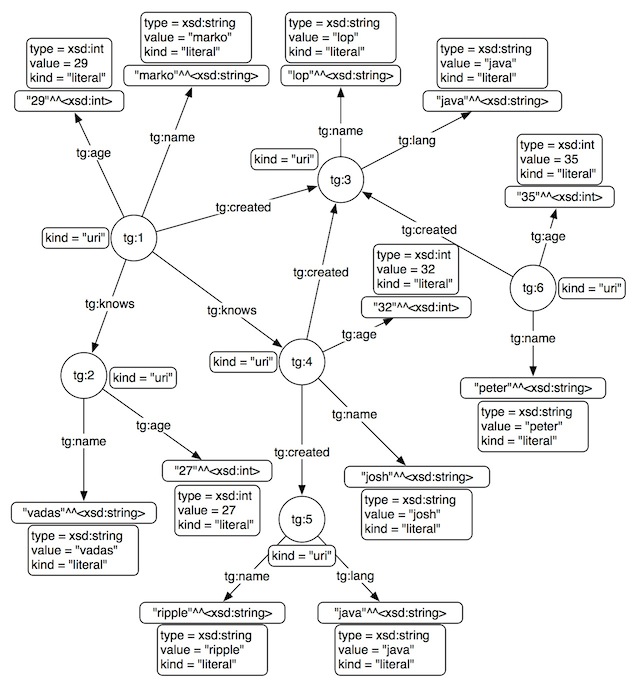 type = xsd:int
value = 29
kind = "literal"
"29"^^<xsd:int>
type = xsd:string
value = "marko"
kind = "literal"
"marko"^^<xsd:string>
type = xsd:string
value = "lop"
kind = "literal"
"lop"^^<xsd:string>
type = xsd:string
value = "java"
kind = "literal"
"java"^^<xsd:string>
tg:age
tg:name
tg:name
tg:lang
kind = "uri"
tg:3
type = xsd:int
value = 35
kind = "literal"
"35"^^<xsd:int>
tg:created
tg:created
tg:age
kind = "uri"
tg:1
tg:created
type = xsd:int
value = 32
kind = "literal"
"32"^^<xsd:int>
tg:6
kind = "uri"
tg:knows
tg:knows
tg:age
tg:name
kind = "uri"
tg:4
tg:2
kind = "uri"
"peter"^^<xsd:string>
type = xsd:string
value = "peter"
kind = "literal"
tg:name
tg:age
tg:name
tg:created
"27"^^<xsd:int>
type = xsd:int
value = 27
kind = "literal"
"josh"^^<xsd:string>
type = xsd:string
value = "josh"
kind = "literal"
"vadas"^^<xsd:string>
type = xsd:string
value = "vadas"
kind = "literal"
tg:5
kind = "uri"
tg:name
tg:lang
"ripple"^^<xsd:string>
type = xsd:string
value = "ripple"
kind = "literal"
"java"^^<xsd:string>
type = xsd:string
value = "java"
kind = "literal"